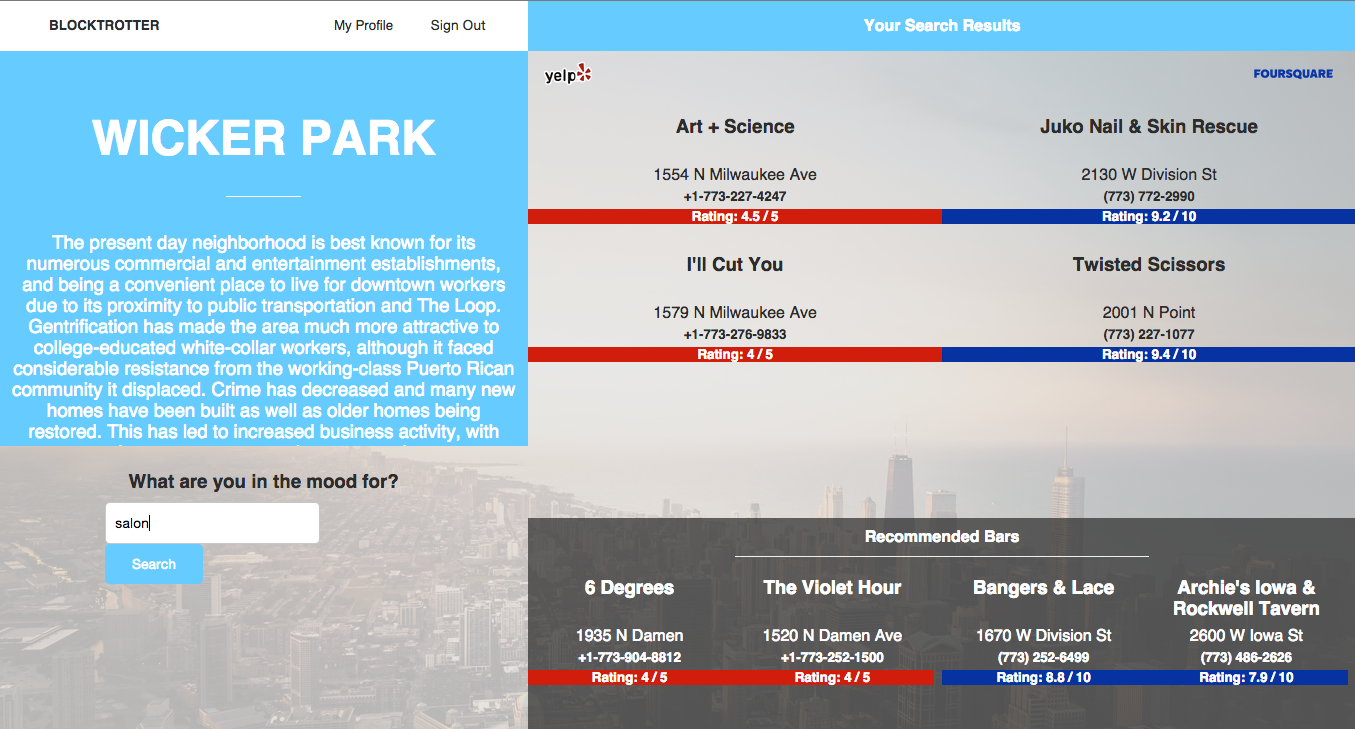 BLOCKTROTTER
My Profile
Sign Out
WICKER PARK
The present day neighborhood is best known for its
numerous commercial and entertainment establishments,
and being a convenient place to live for downtown workers
due to its proximity to public transportation and The Loop.
Gentrification has made the area much more attractive to
college-educated white-collar workers, although it faced
considerable resistance from the working-class Puerto Rican
community it displaced. Crime has decreased and many new
homes have been built as well as older homes being
restored. This has led to increased business activity, with
What are you in the mood for?
salon
Search
Your Search Results
yelp
FOURSQUARE
Art + Science
1554 N Milwaukee Ave
+1-773-227-4247
Rating: 4.5 / 5
Juko Nail & Skin Rescue
2130 W Division St
(773) 772-2990
Rating: 9.2 / 10
I'll Cut You
1579 N Milwaukee Ave
+1-773-276-9833
Rating: 4 / 5
Twisted Scissors
2001 N Point
(773) 227-1077
Rating: 9.4 / 10
Recommended Bars
6 Degrees
1935 N Damen
+1-773-904-8812
Rating: 4 / 5
The Violet Hour
1520 N Damen Ave
+1-773-252-1500
Rating: 4 / 5
Bangers & Lace
1670 W Division St
(773) 252-6499
Rating: 8.8 / 10
Archie's Iowa &
Rockwell Tavern
2600 W Iowa St
(773) 486-2626
Rating: 7.9 / 10